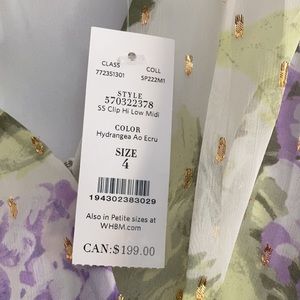 CLASS COLL
772351301 SP222M1
STYLE
570322378
SS Clip Hi Low Midi
COLOR
Hydrangea Ao Ecru
SIZE
4
194302383029
Also in Petite sizes at
WHBM.com
CAN:$199.00